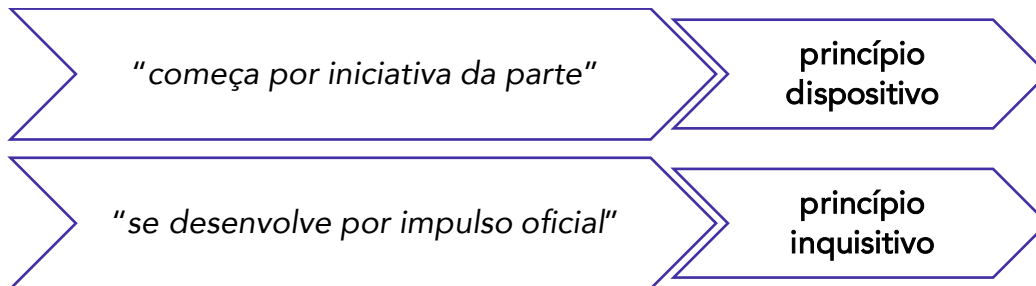 "começa por iniciativa da parte"
princípio
dispositivo
"se desenvolve por impulso oficial"
princípio
inquisitivo